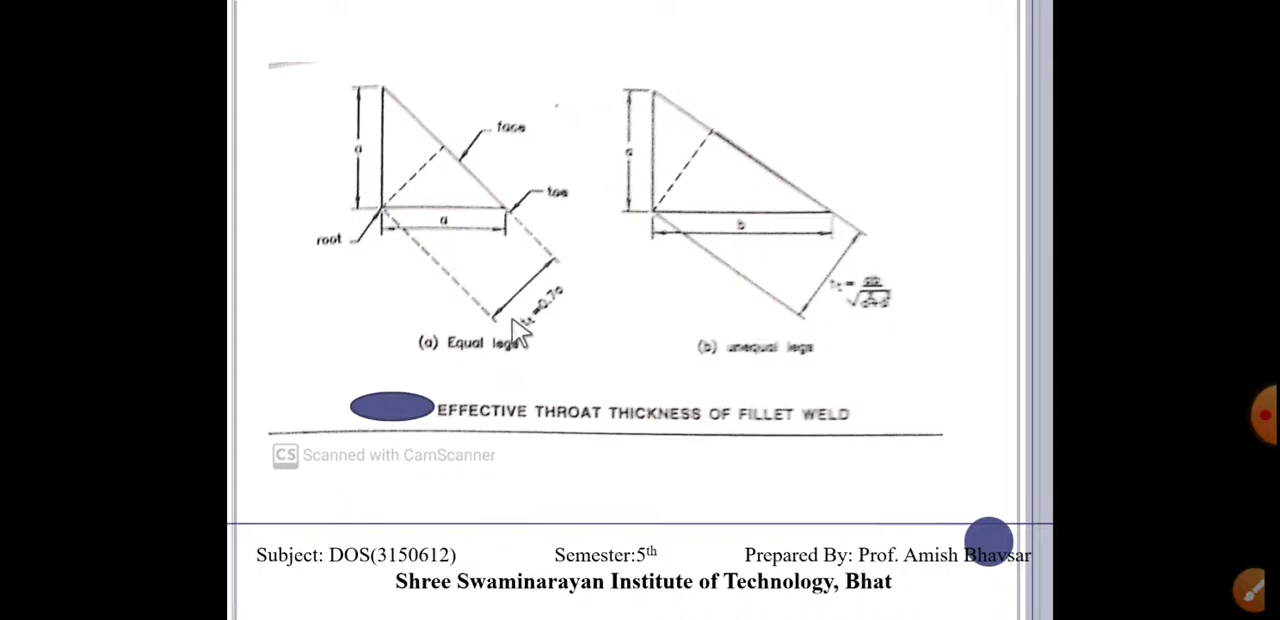 face
a
toe
a
a
b
root
(a) Equal legs
(b) unequal legs
EFFECTIVE THROAT THICKNESS OF FILLET WELD
CS Scanned with CamScanner
Subject: DOS(3150612) Semester:5th Prepared By: Prof. Amish Bhavsar
Shree Swaminarayan Institute of Technology, Bhat